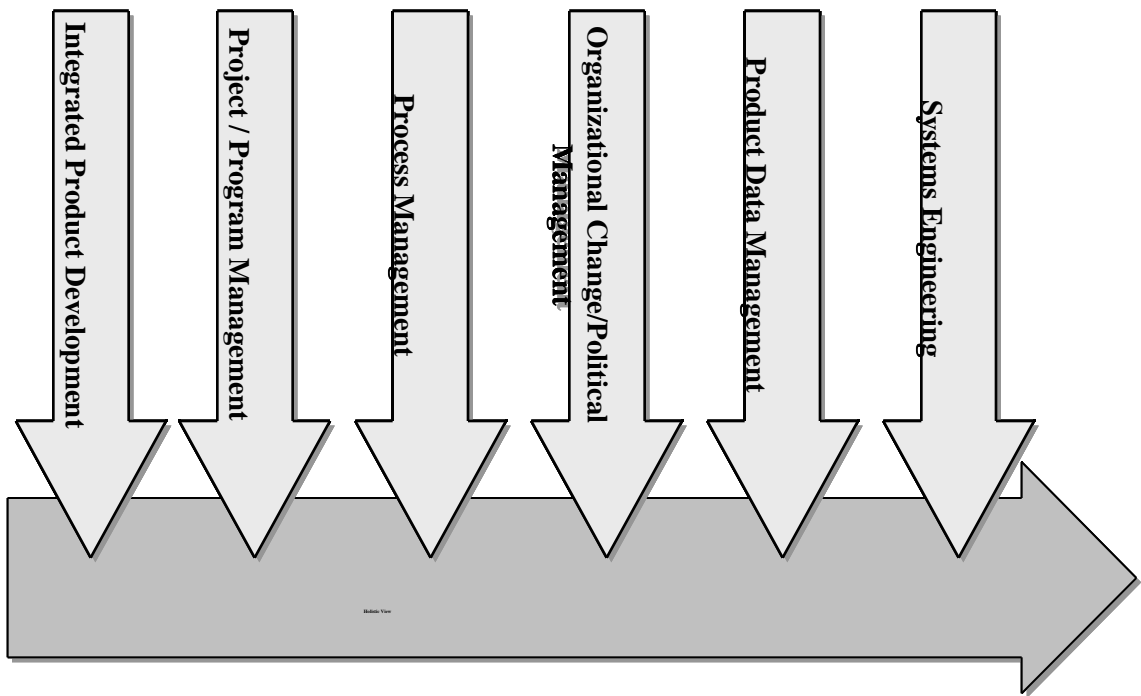 Integrated Product Development
Project / Program Management
Process Management
Organizational Change/Political
Management
Product Data Management
Systems Engineering
Holistic View